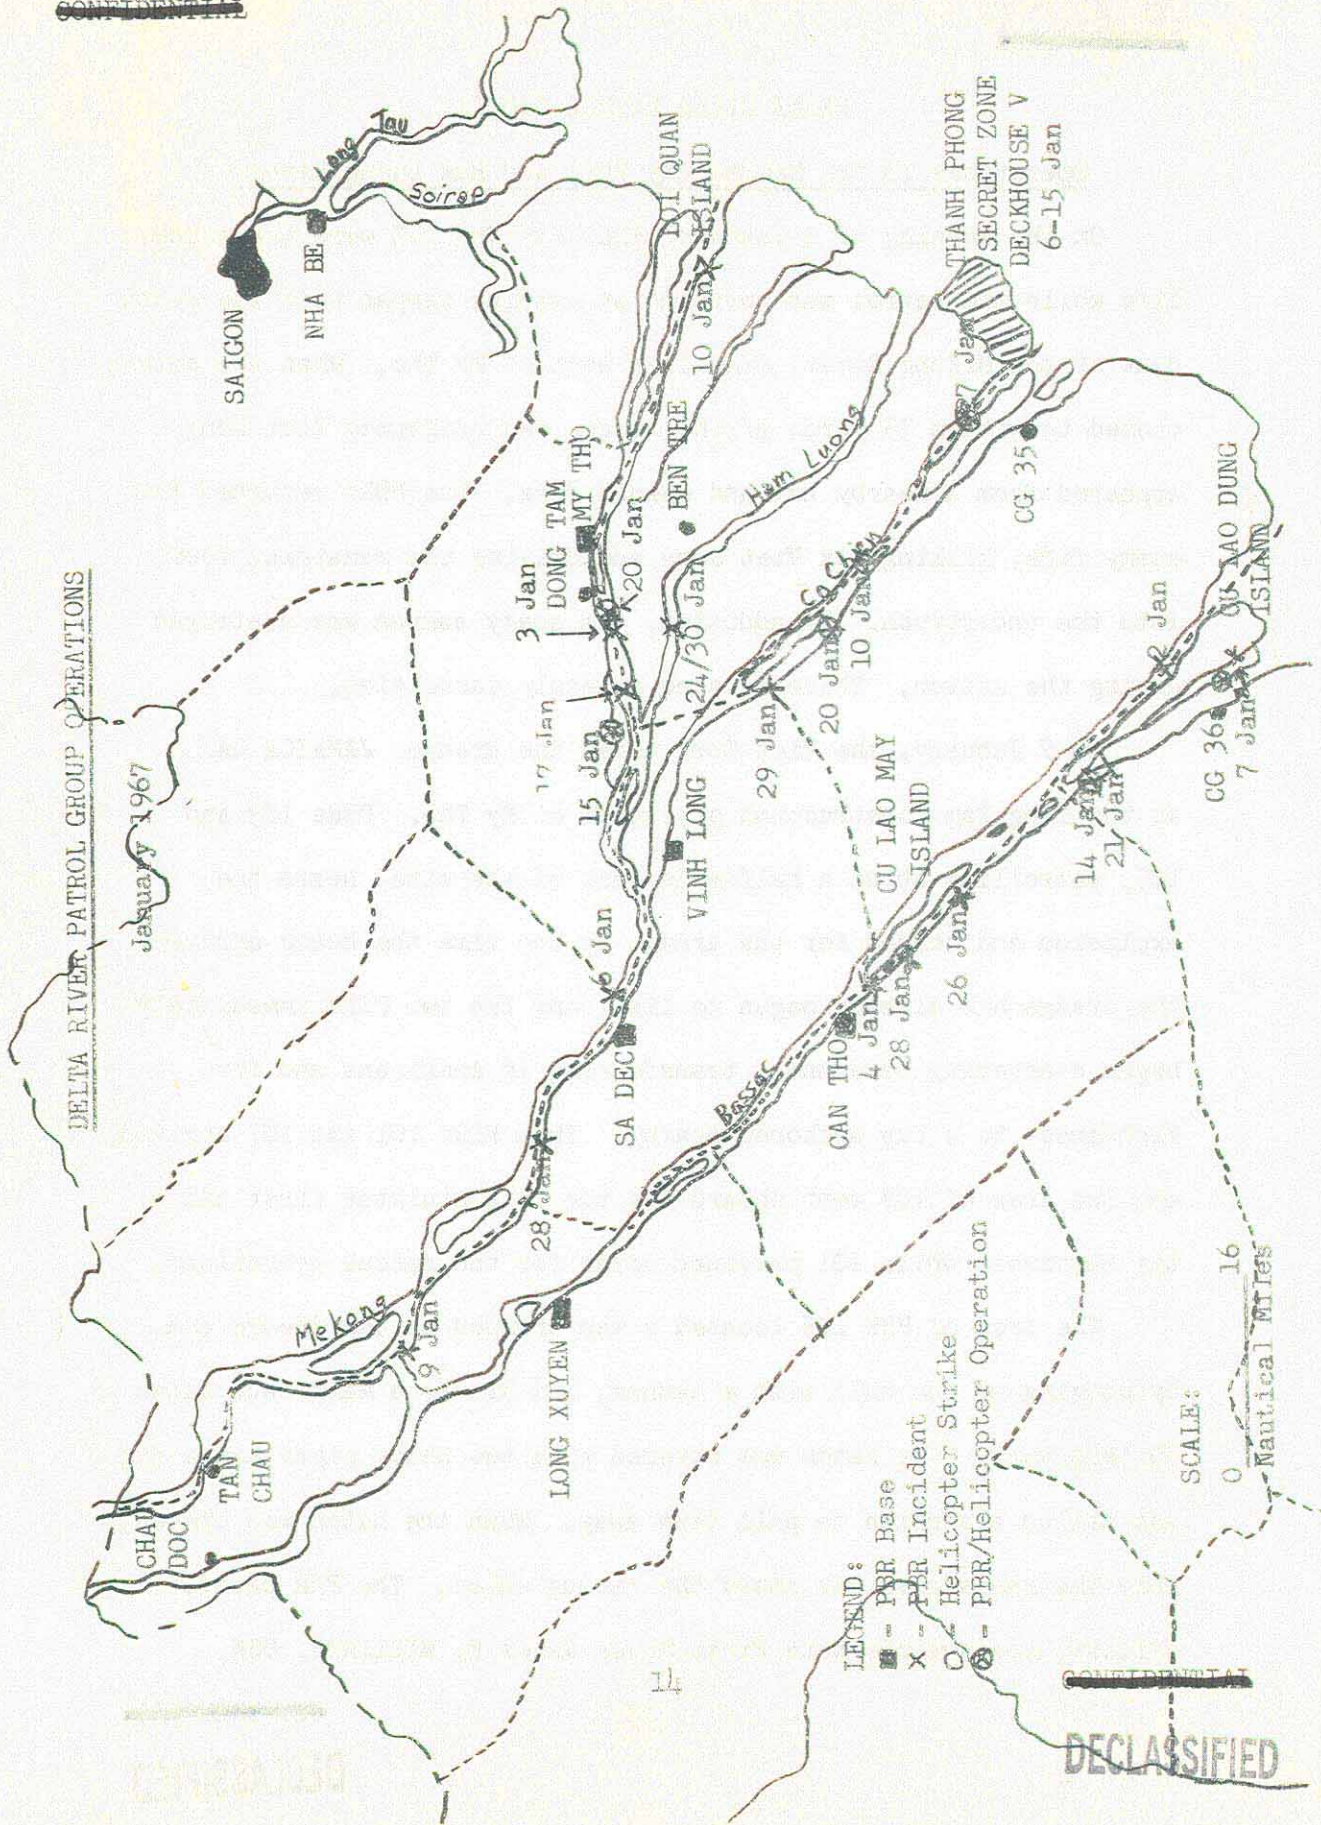 CONFIDENTIAL
DELTA RIVER PATROL GROUP OPERATIONS
January 1967
SAIGON
NHA BE
Long Tau
Soirap
LOI QUAN
ISLAND
10 Jan
THANH PHONG
SECRET ZONE
DECKHOUSE V
6-15 Jan
3 Jan
DONG TAM
MY THO
20 Jan
BEN TRE
Ham Luong
7 Jan
CG 35
17 Jan
15 Jan
24/30 Jan
Co Chien
10 Jan
20 Jan
29 Jan
VINH LONG
2 Jan
CU LAO DUNG
ISLAND
CG 36
7 Jan
14 Jan
21 Jan
CU LAO MAY
ISLAND
26 Jan
6 Jan
SA DEC
CAN THO
4 Jan
28 Jan
Bassac
28 Jan
Mekong
9 Jan
LONG XUYEN
TAN
CHAU
CHAU
DOC
LEGEND:
■ - PBR Base
X - PBR Incident
O - Helicopter Strike
⊗ - PBR/Helicopter Operation
SCALE:
0 16
Nautical Miles
14
CONFIDENTIAL
DECLASSIFIED